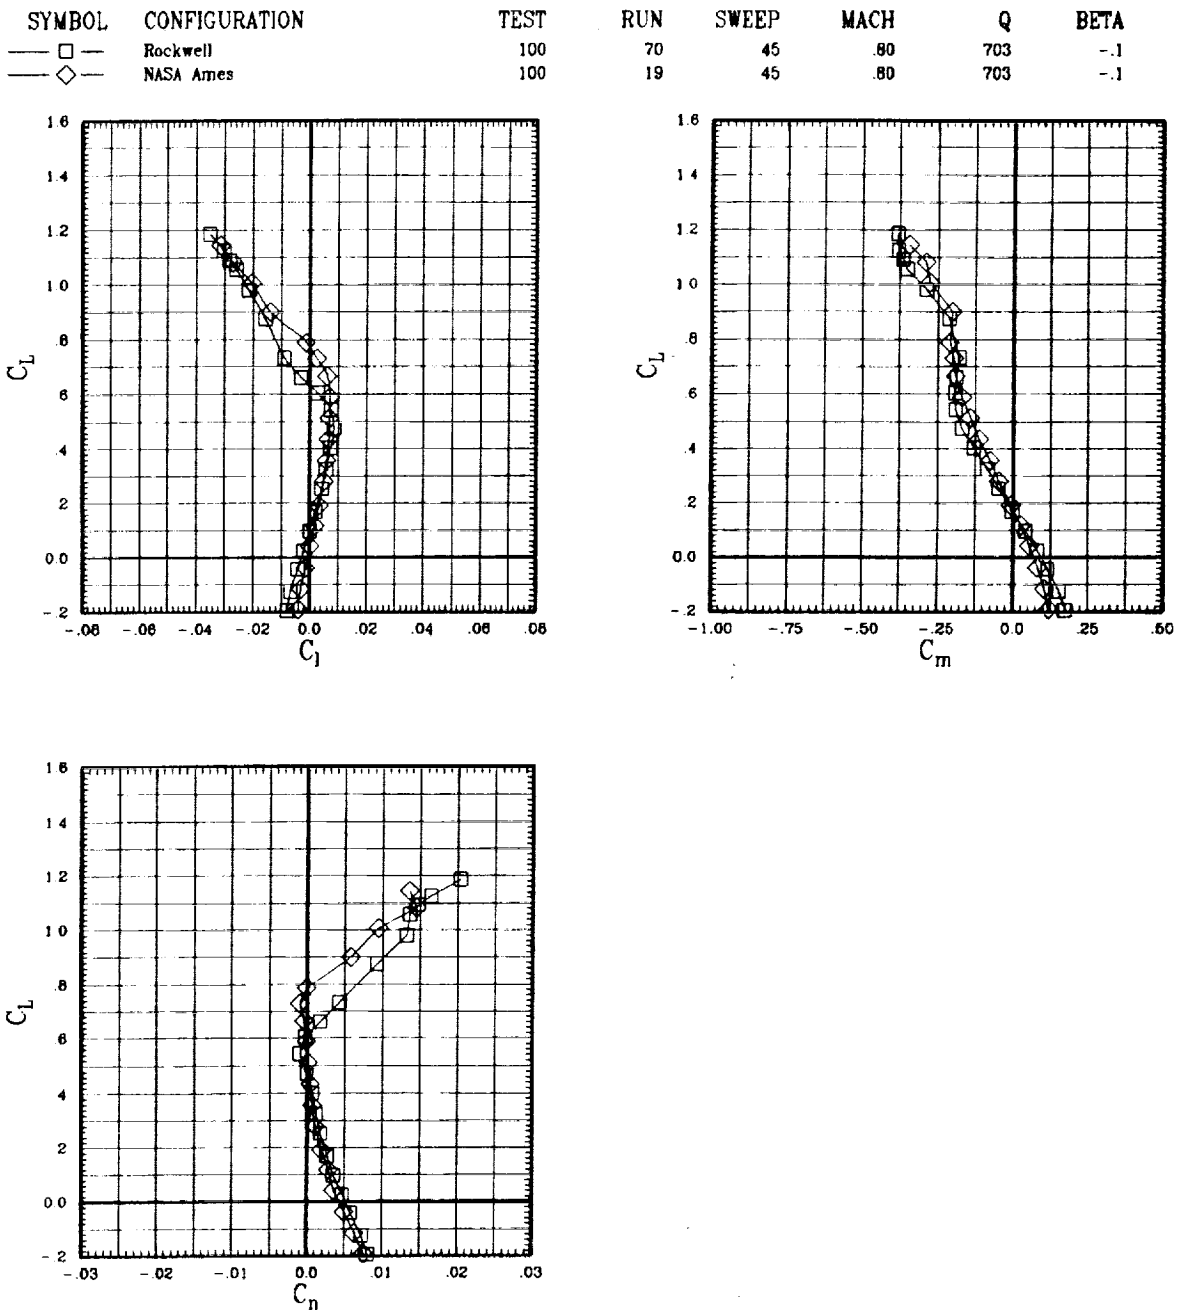 SYMBOL CONFIGURATION TEST RUN SWEEP MACH Q BETA
Rockwell 100 70 45 .80 703 -.1
NASA Ames 100 19 45 .80 703 -.1
1.6
1.4
1.2
1.0
.8
.6
.4
.2
0.0
-.2
C_L
-.08 -.06 -.04 -.02 0.0 .02 .04 .06 .08
C_l
1.6
1.4
1.2
1.0
.8
.6
.4
.2
0.0
-.2
C_L
-1.00 -.75 -.50 -.25 0.0 .25 .50
C_m
1.6
1.4
1.2
1.0
.8
.6
.4
.2
0.0
-.2
C_L
-.03 -.02 -.01 0.0 .01 .02 .03
C_n